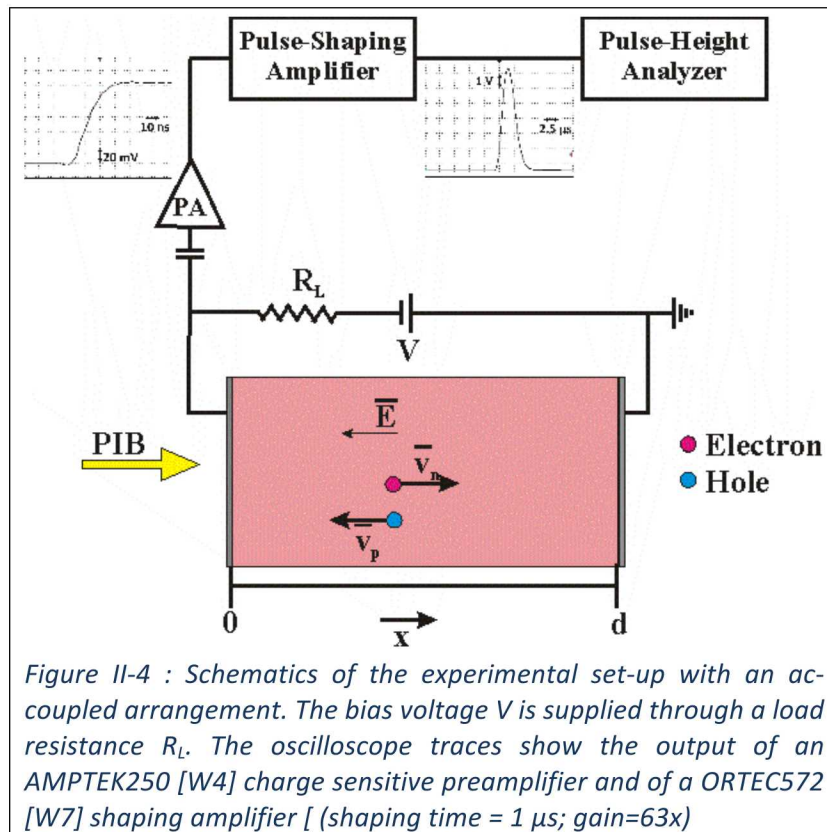 Pulse-Shaping
Amplifier
Pulse-Height
Analyzer
10 ns
20 mV
1 V
2.5 µs
PA
R_L
V
E
PIB
v_n
v_p
Electron
Hole
0
x
d
Figure II-4 : Schematics of the experimental set-up with an ac-
coupled arrangement. The bias voltage V is supplied through a load
resistance R_L. The oscilloscope traces show the output of an
AMPTEK250 [W4] charge sensitive preamplifier and of a ORTEC572
[W7] shaping amplifier [ (shaping time = 1 µs; gain=63x)